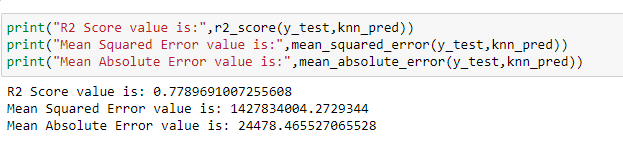 print("R2 Score value is:",r2_score(y_test,knn_pred))
print("Mean Squared Error value is:",mean_squared_error(y_test,knn_pred))
print("Mean Absolute Error value is:",mean_absolute_error(y_test,knn_pred))
R2 Score value is: 0.7789691007255608
Mean Squared Error value is: 1427834004.2729344
Mean Absolute Error value is: 24478.465527065528